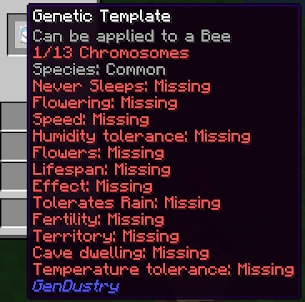 Genetic Template
Can be applied to a Bee
1/13 Chromosomes
Species: Common
Never Sleeps: Missing
Flowering: Missing
Speed: Missing
Humidity tolerance: Missing
Flowers: Missing
Lifespan: Missing
Effect: Missing
Tolerates Rain: Missing
Fertility: Missing
Territory: Missing
Cave dwelling: Missing
Temperature tolerance: Missing
GenDustry